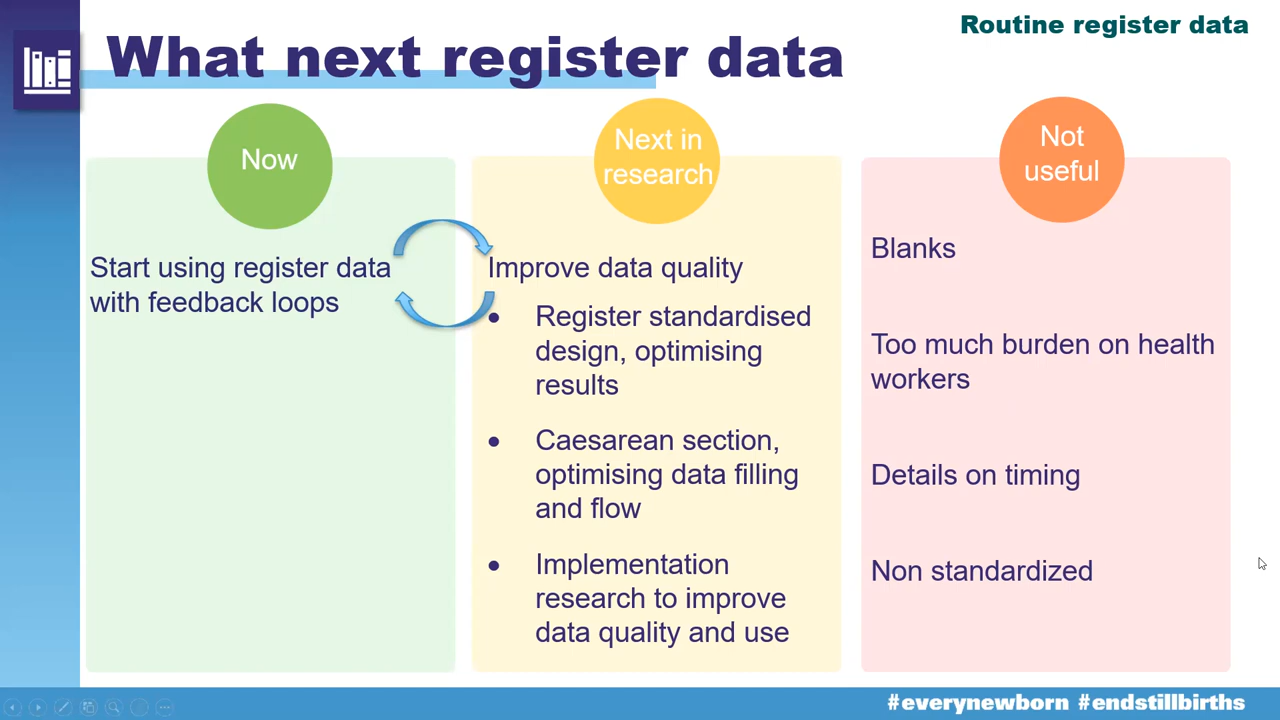 Routine register data
What next register data
Now
Start using register data
with feedback loops
Next in
research
Improve data quality
• Register standardised
design, optimising
results
• Caesarean section,
optimising data filling
and flow
• Implementation
research to improve
data quality and use
Not
useful
Blanks
Too much burden on health
workers
Details on timing
Non standardized
#everynewborn #endstillbirths